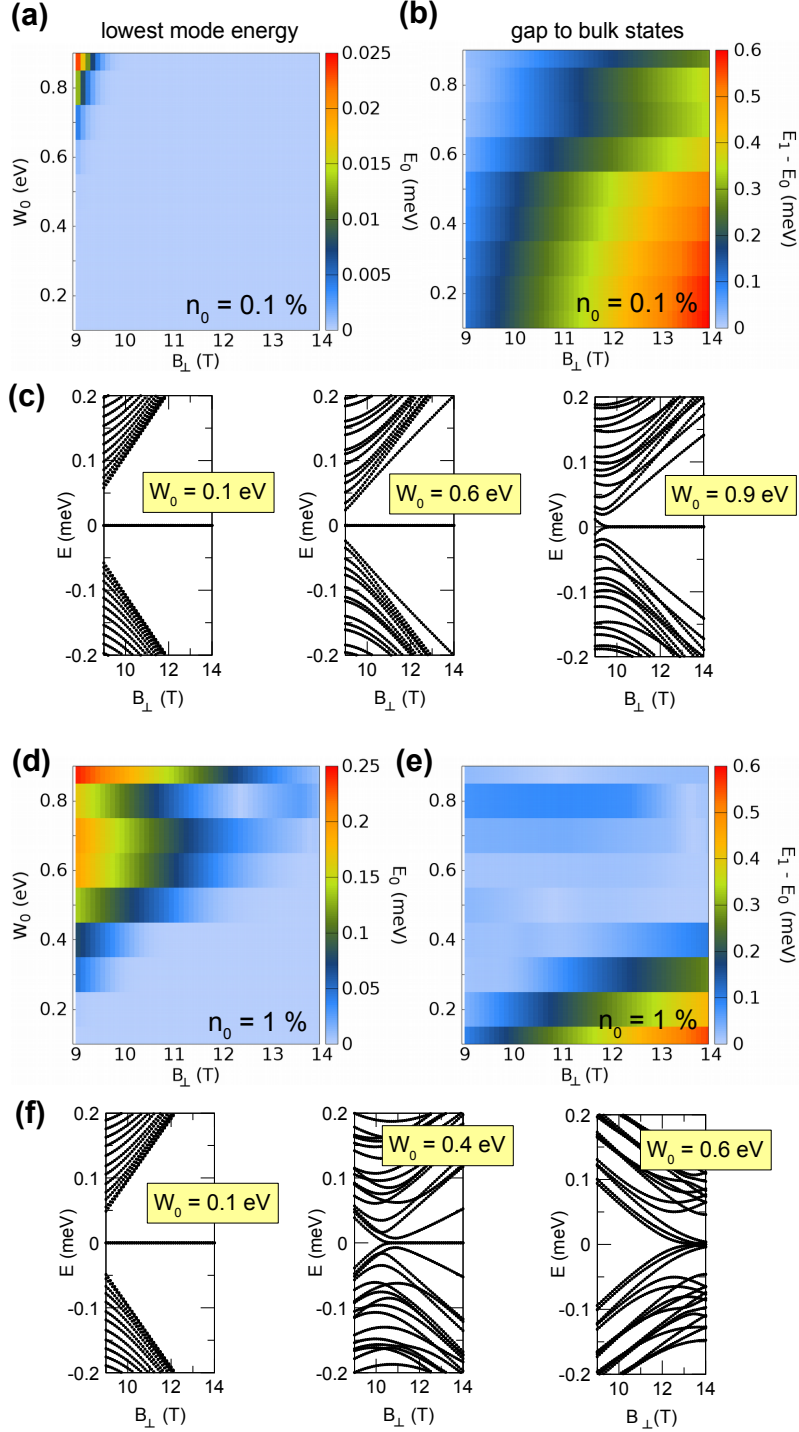 (a) lowest mode energy
(b) gap to bulk states
0.025
0.02
0.015
0.01
0.005
0
E₀ (meV)
0.8
0.6
0.4
0.2
W₀ (eV)
n₀ = 0.1 %
9 10 11 12 13 14
B⊥ (T)
0.6
0.5
0.4
0.3
0.2
0.1
0
E₁ - E₀ (meV)
0.8
0.6
0.4
0.2
n₀ = 0.1 %
9 10 11 12 13 14
B⊥ (T)
(c)
0.2
0.1
0
-0.1
-0.2
E (meV)
W₀ = 0.1 eV
10 12 14
B⊥ (T)
0.2
0.1
0
-0.1
-0.2
E (meV)
W₀ = 0.6 eV
10 12 14
B⊥ (T)
0.2
0.1
0
-0.1
-0.2
E (meV)
W₀ = 0.9 eV
10 12 14
B⊥ (T)
(d)
0.25
0.2
0.15
0.1
0.05
0
E₀ (meV)
0.8
0.6
0.4
0.2
W₀ (eV)
n₀ = 1 %
9 10 11 12 13 14
B⊥ (T)
(e)
0.6
0.5
0.4
0.3
0.2
0.1
0
E₁ - E₀ (meV)
0.8
0.6
0.4
0.2
n₀ = 1 %
9 10 11 12 13 14
B⊥ (T)
(f)
0.2
0.1
0
-0.1
-0.2
E (meV)
W₀ = 0.1 eV
10 12 14
B⊥ (T)
0.2
0.1
0
-0.1
-0.2
E (meV)
W₀ = 0.4 eV
10 12 14
B⊥ (T)
0.2
0.1
0
-0.1
-0.2
E (meV)
W₀ = 0.6 eV
10 12 14
B⊥(T)